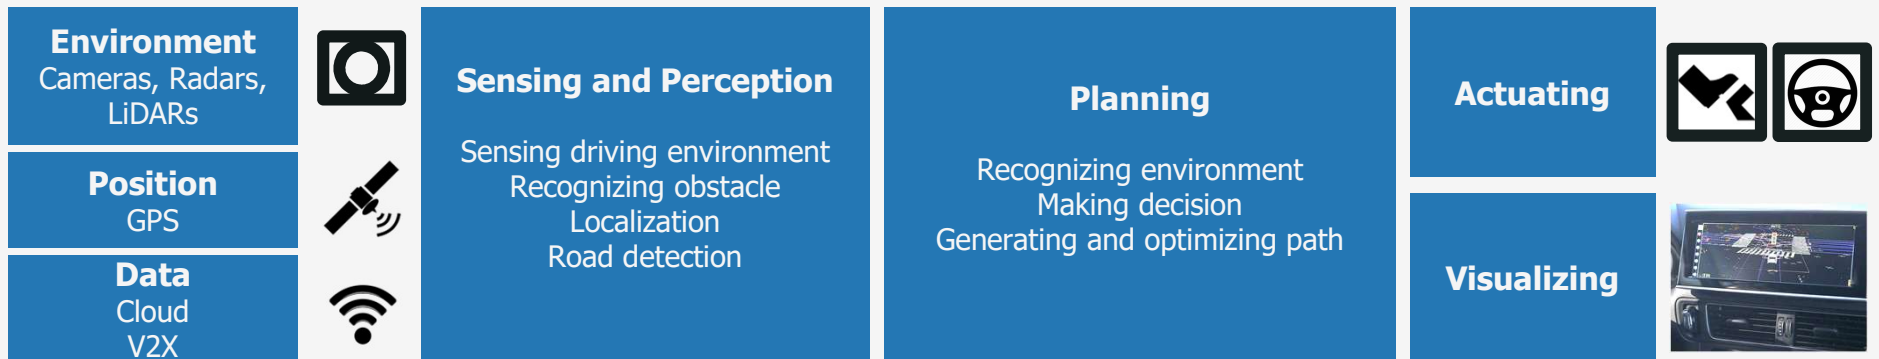 Environment
Cameras, Radars,
LiDARs
Position
GPS
Data
Cloud
V2X
Sensing and Perception
Sensing driving environment
Recognizing obstacle
Localization
Road detection
Planning
Recognizing environment
Making decision
Generating and optimizing path
Actuating
Visualizing